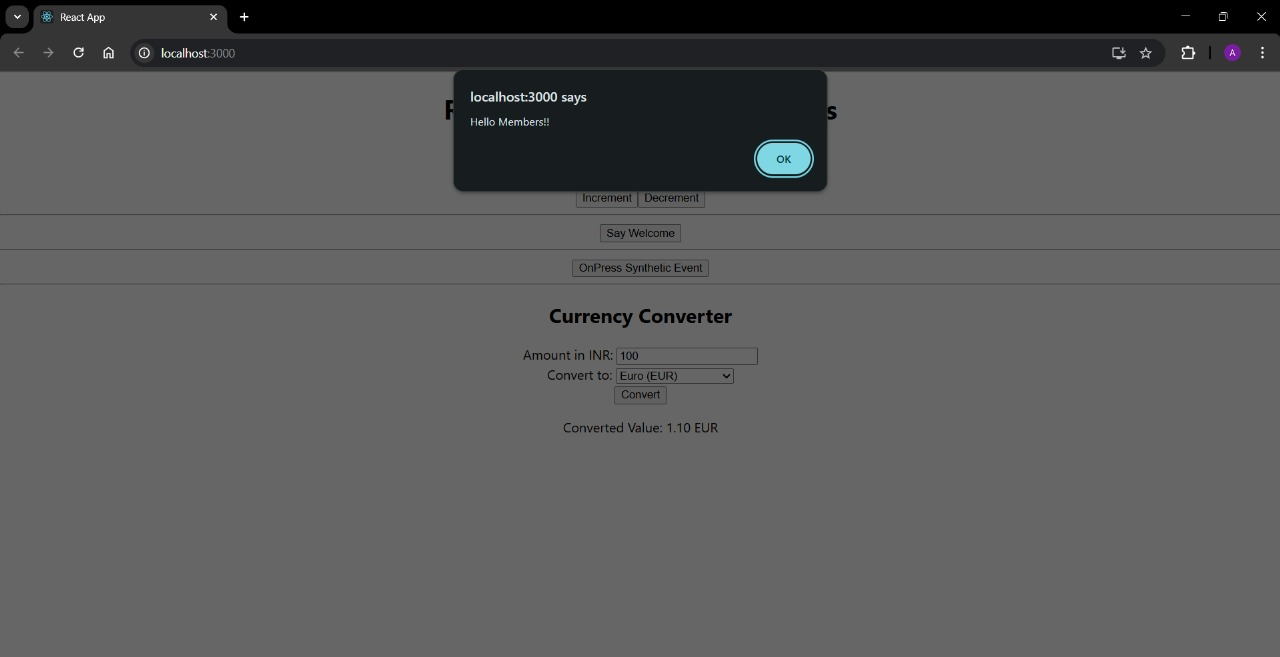 React App
localhost:3000
A
localhost:3000 says
Hello Members!!
OK
Increment Decrement
Say Welcome
OnPress Synthetic Event
Currency Converter
Amount in INR: 100
Convert to: Euro (EUR)
Convert
Converted Value: 1.10 EUR